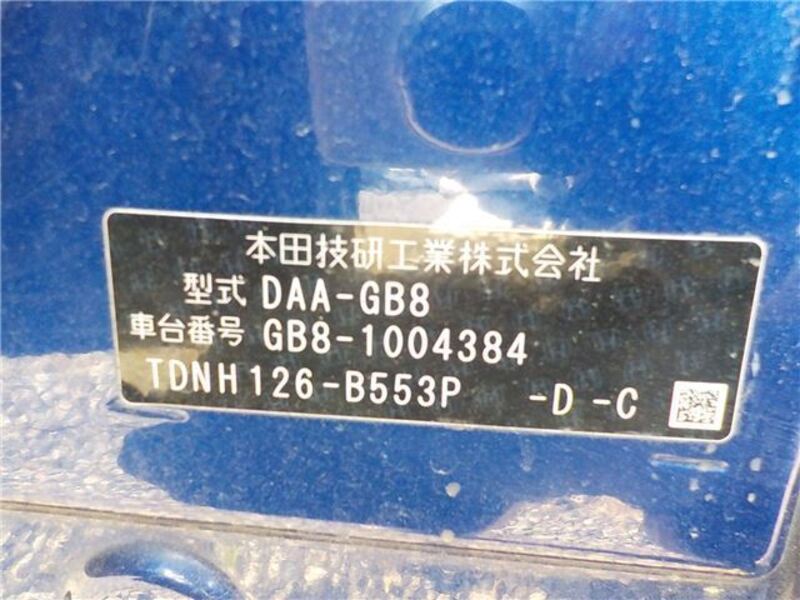 本田技研工業株式会社
型式 DAA-GB8
車台番号 GB8-1004384
TDNH126-B553P -D -C